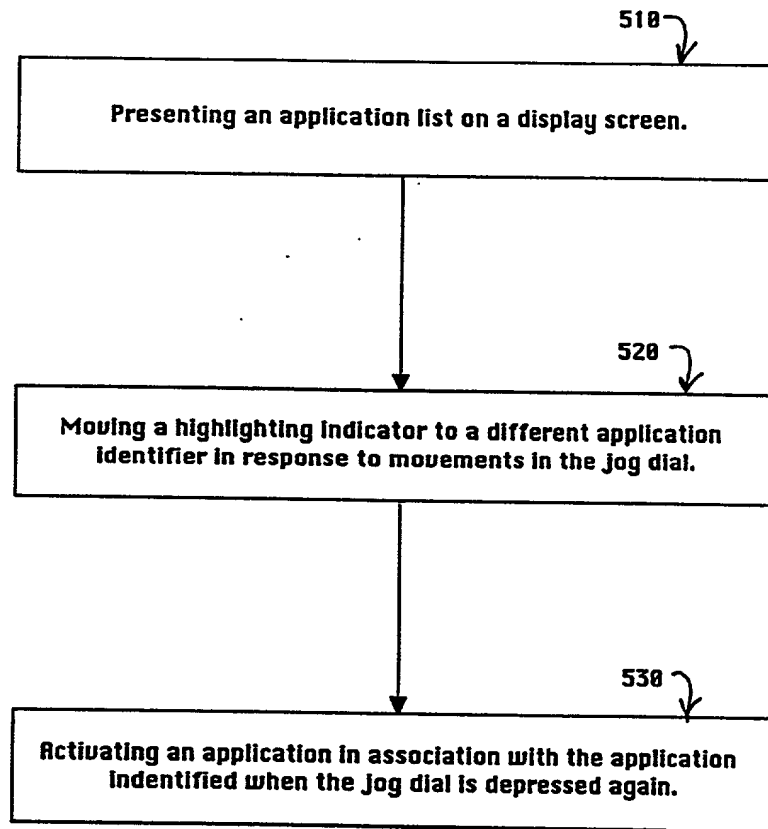 510
Presenting an application list on a display screen.
520
Moving a highlighting indicator to a different application
identifier in response to movements in the jog dial.
530
Activating an application in association with the application
indentified when the jog dial is depressed again.